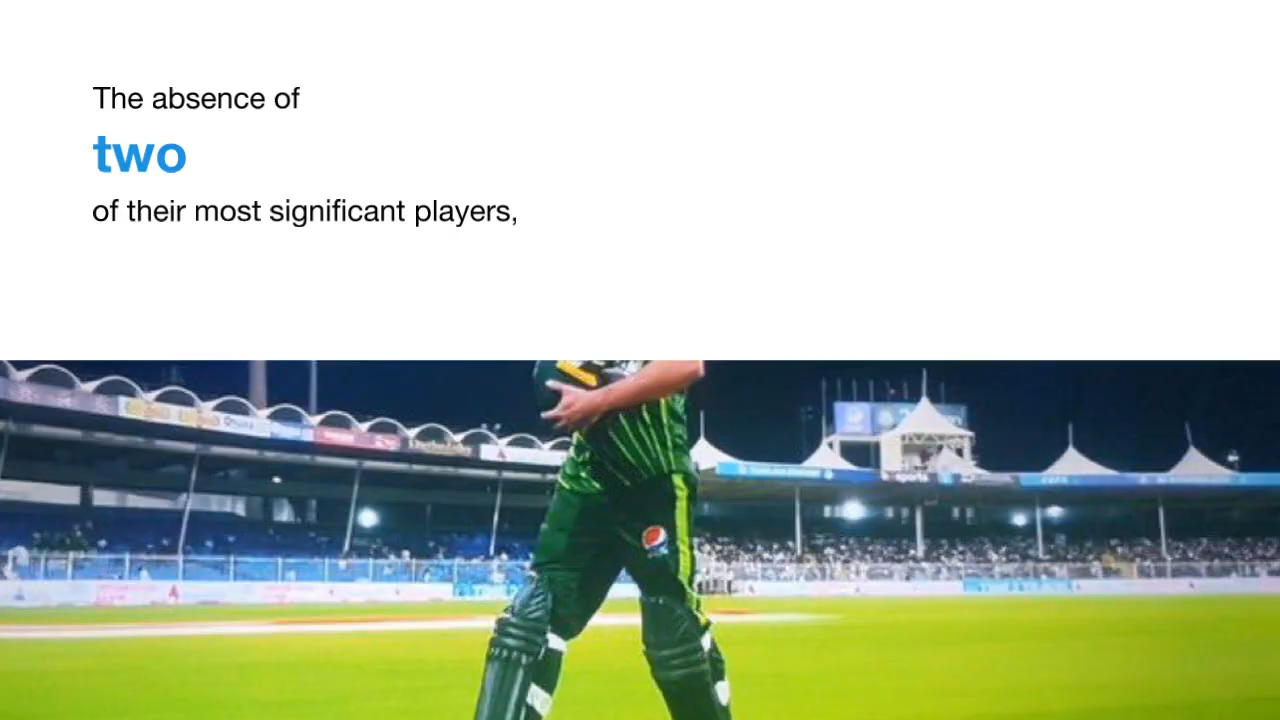 The absence of
two
of their most significant players,